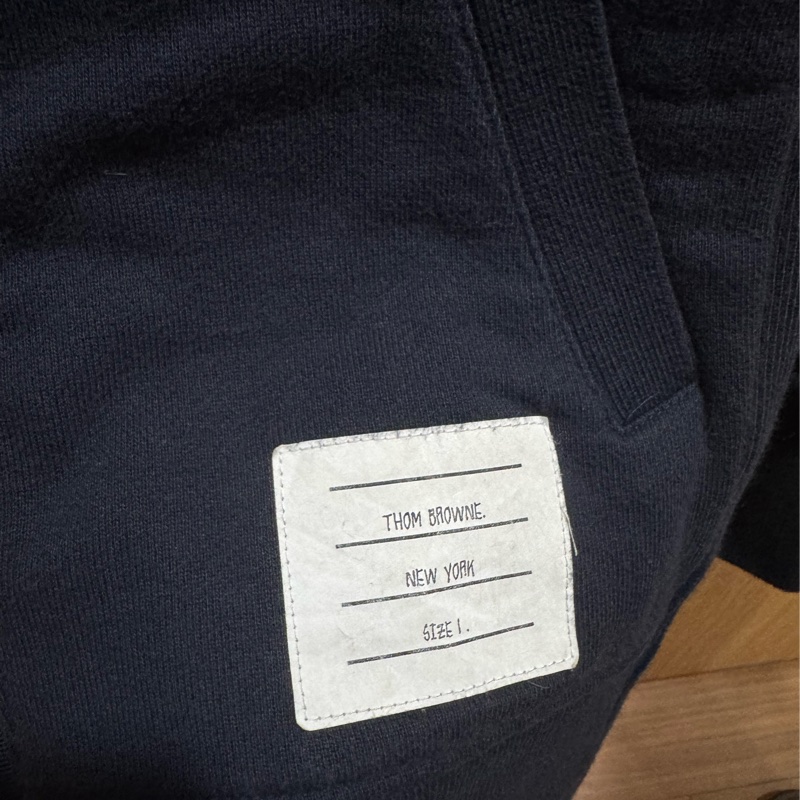 THOM BROWNE.
NEW YORK
SIZE 1.